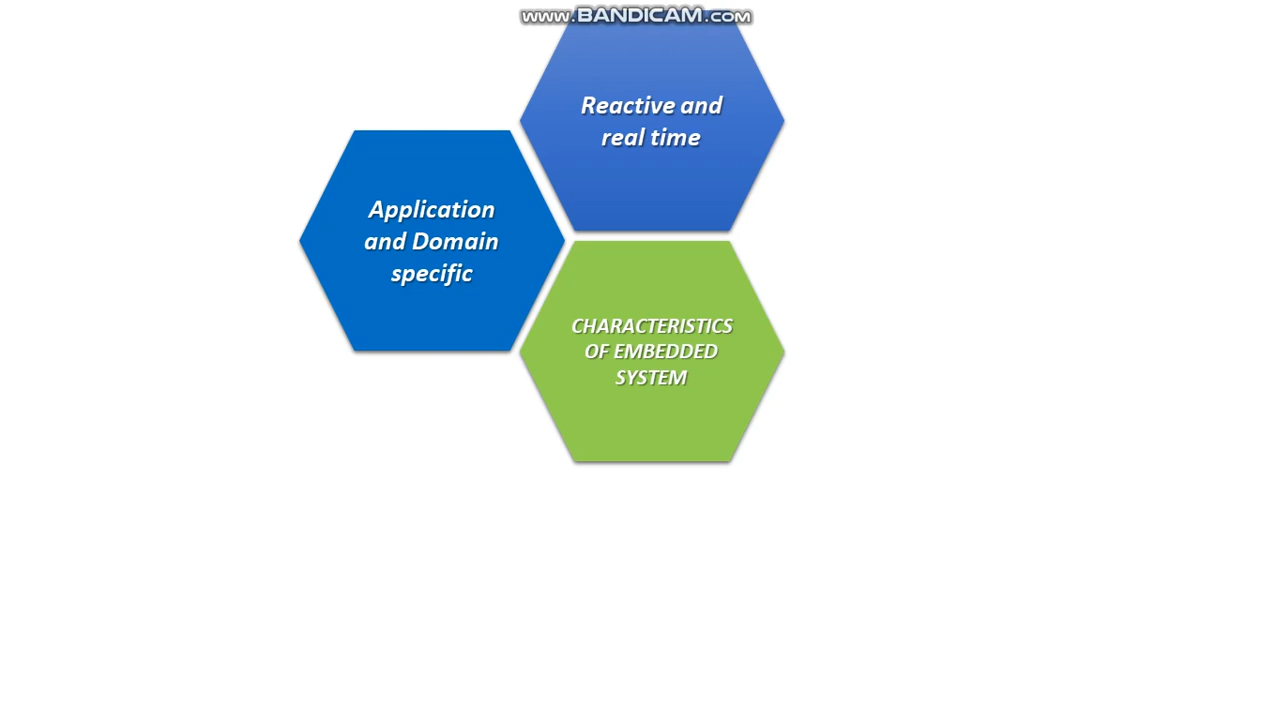 www.BANDICAM.com
Reactive and
real time
Application
and Domain
specific
CHARACTERISTICS
OF EMBEDDED
SYSTEM